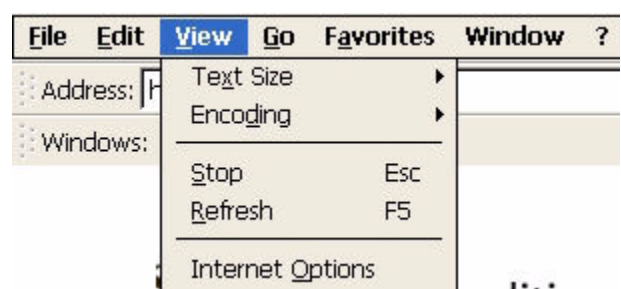 File Edit View Go Favorites Window ?
Address: h
Windows:
Text Size
Encoding
Stop Esc
Refresh F5
Internet Options